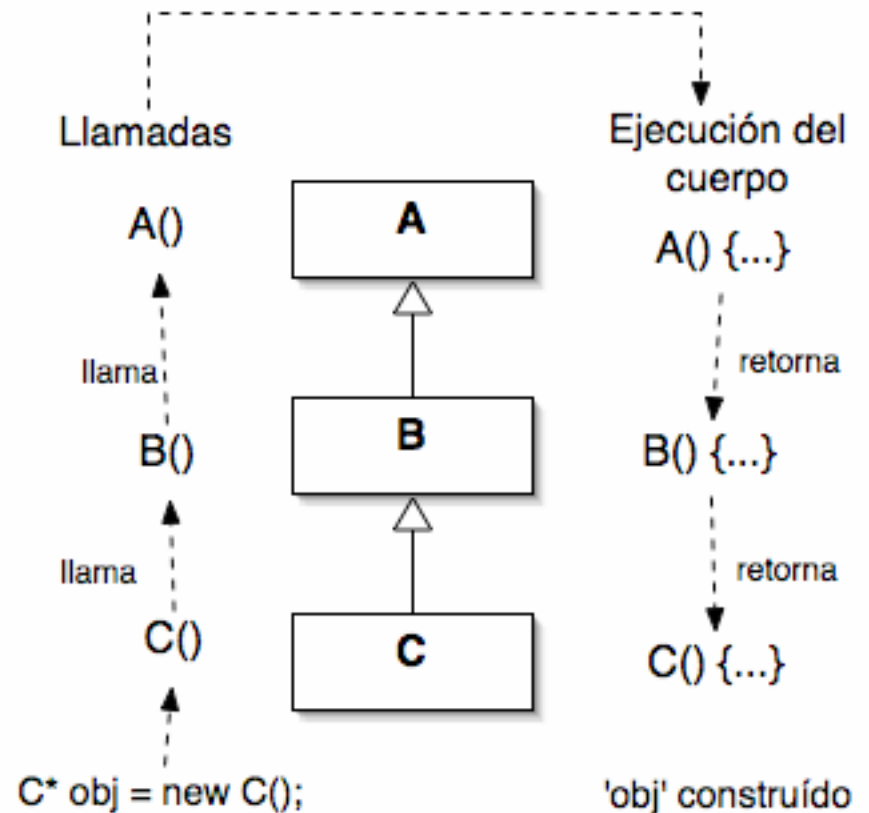 Llamadas
Ejecución del
cuerpo
A()
A
A() {...}
llama
retorna
B()
B
B() {...}
llama
retorna
C()
C
C() {...}
C* obj = new C();
'obj' construído